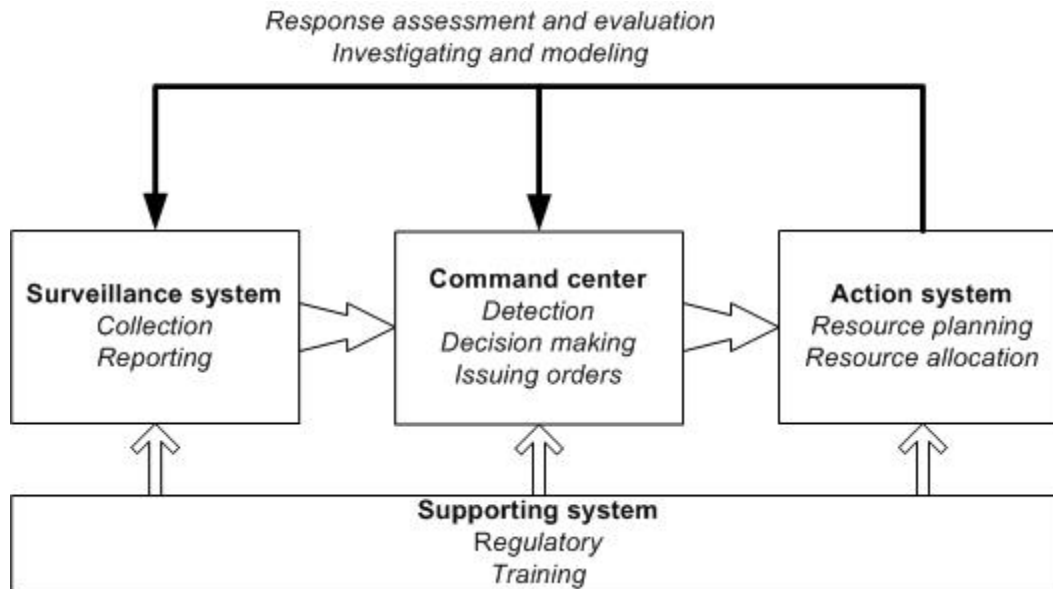 Response assessment and evaluation
Investigating and modeling
Surveillance system
Collection
Reporting
Command center
Detection
Decision making
Issuing orders
Action system
Resource planning
Resource allocation
Supporting system
Regulatory
Training